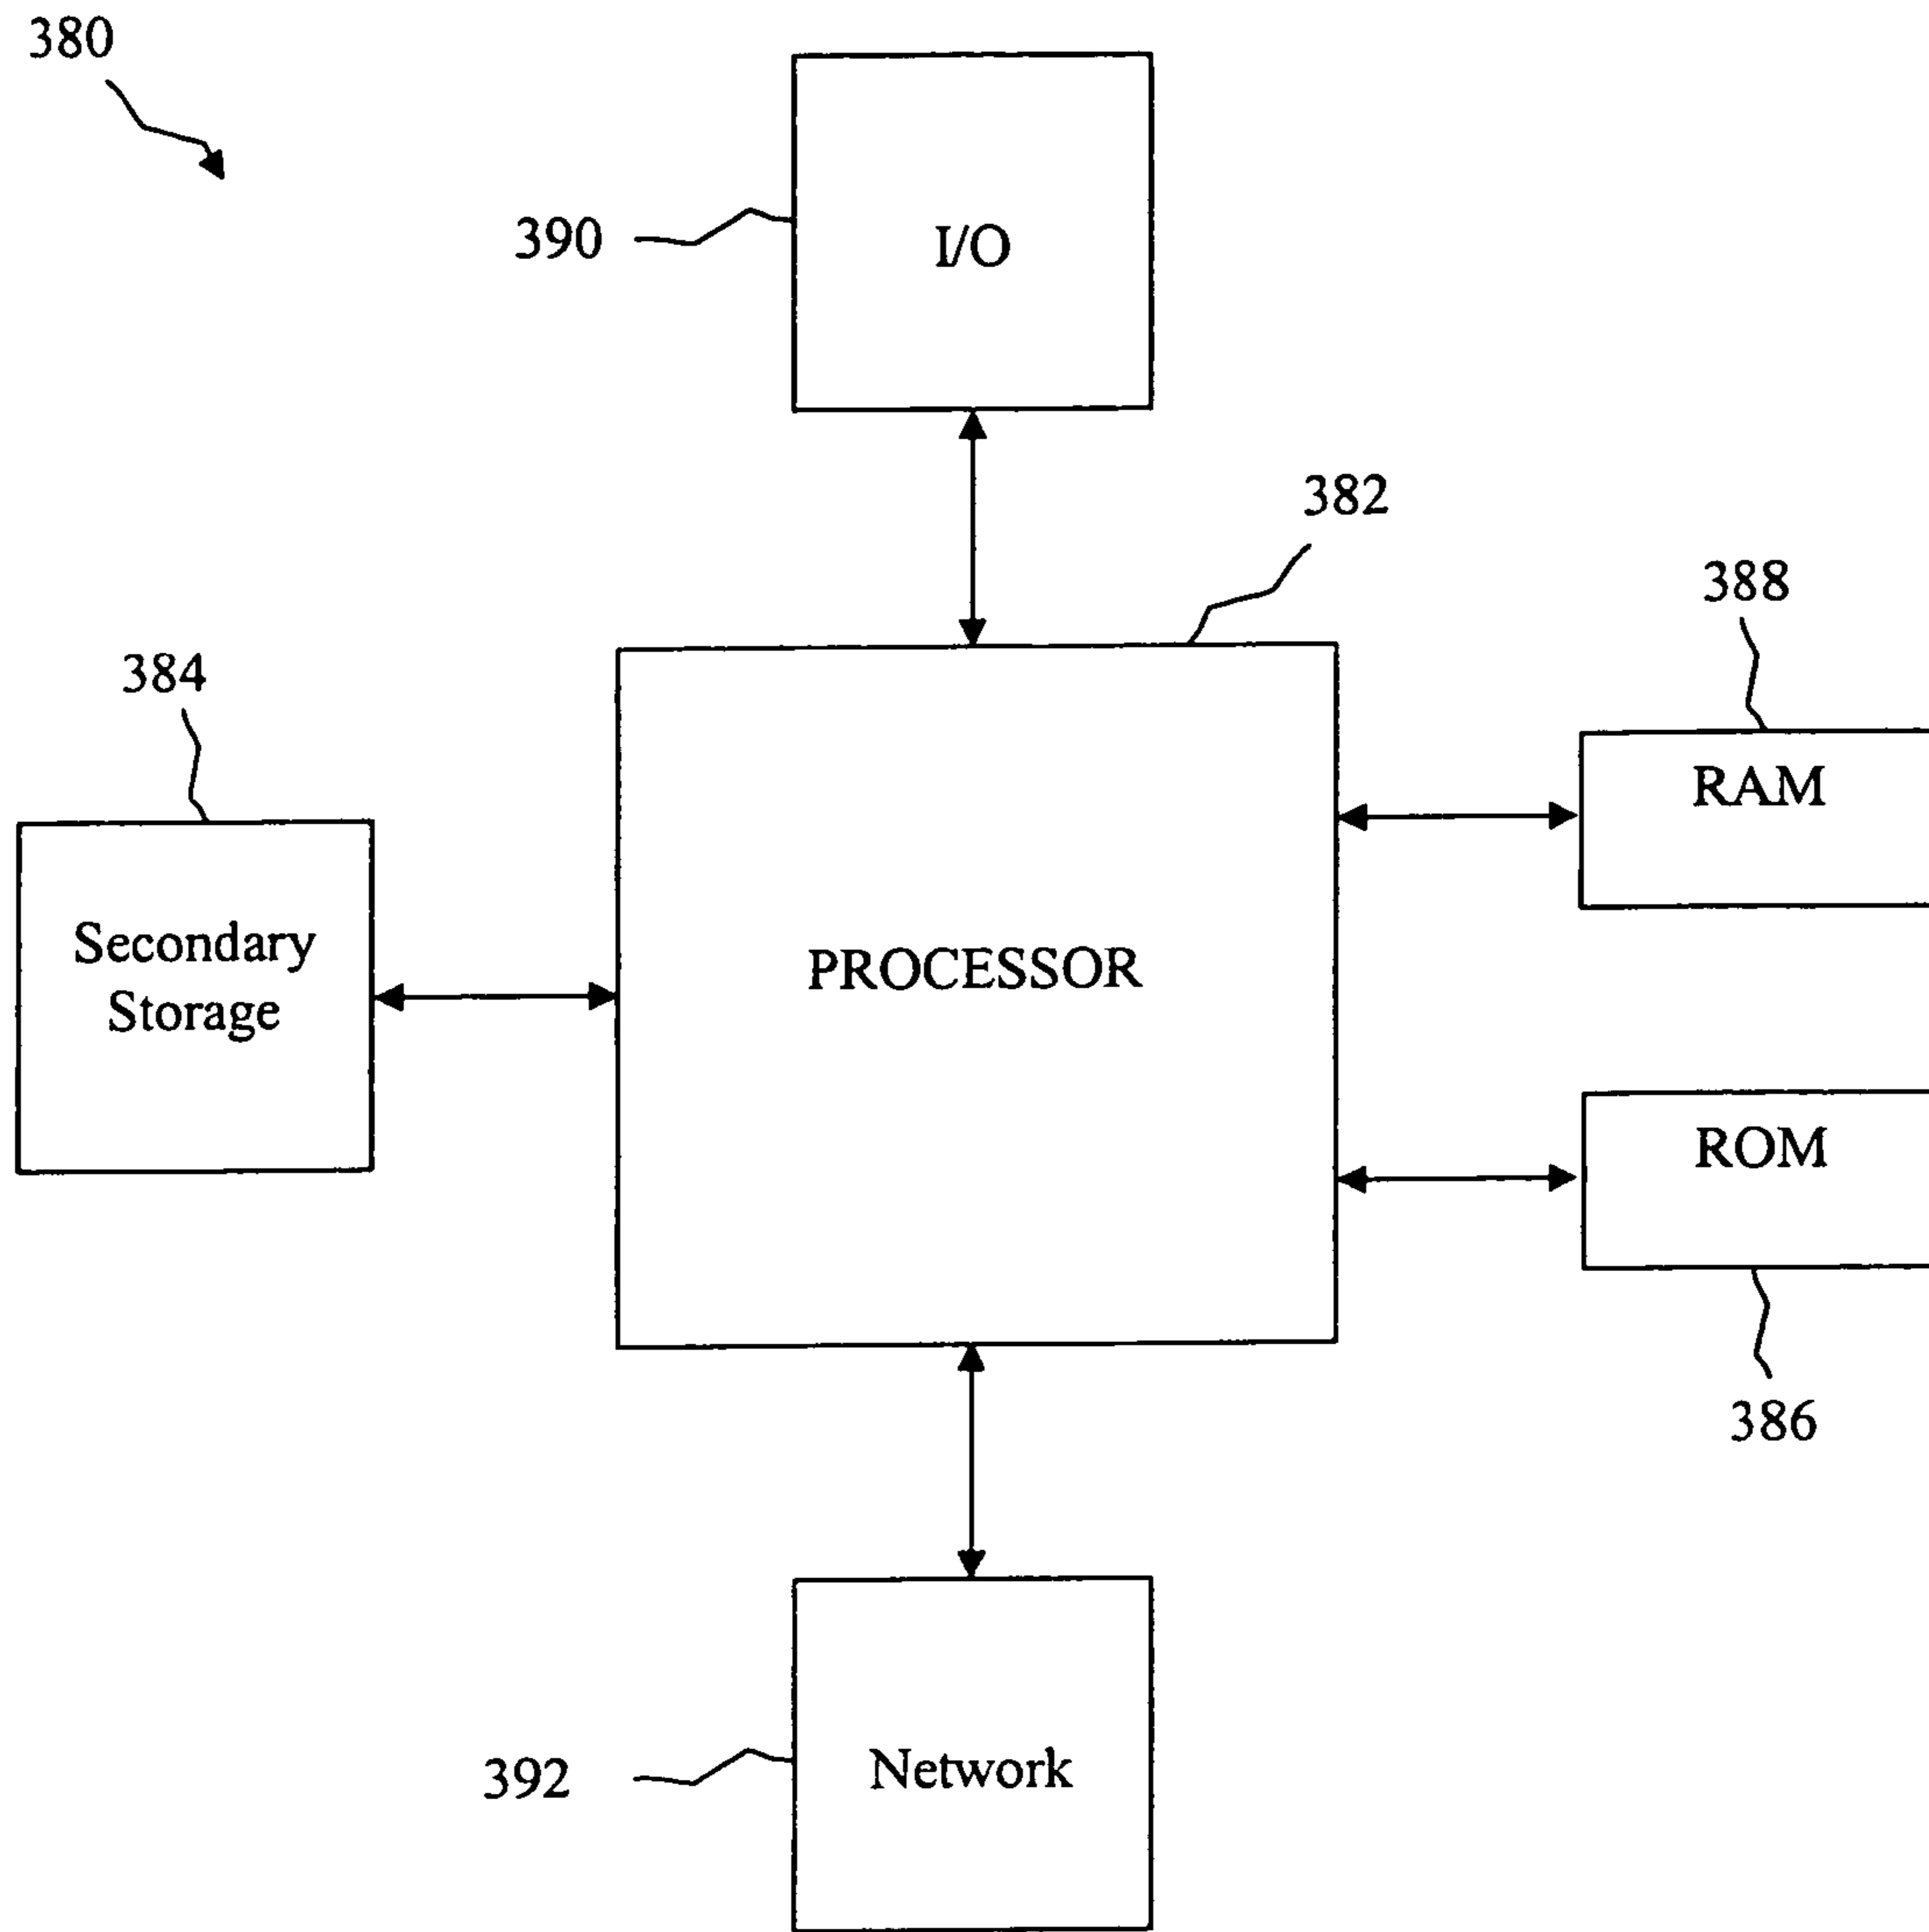 380
390
I/O
382
388
384
RAM
Secondary
Storage
PROCESSOR
ROM
386
392
Network